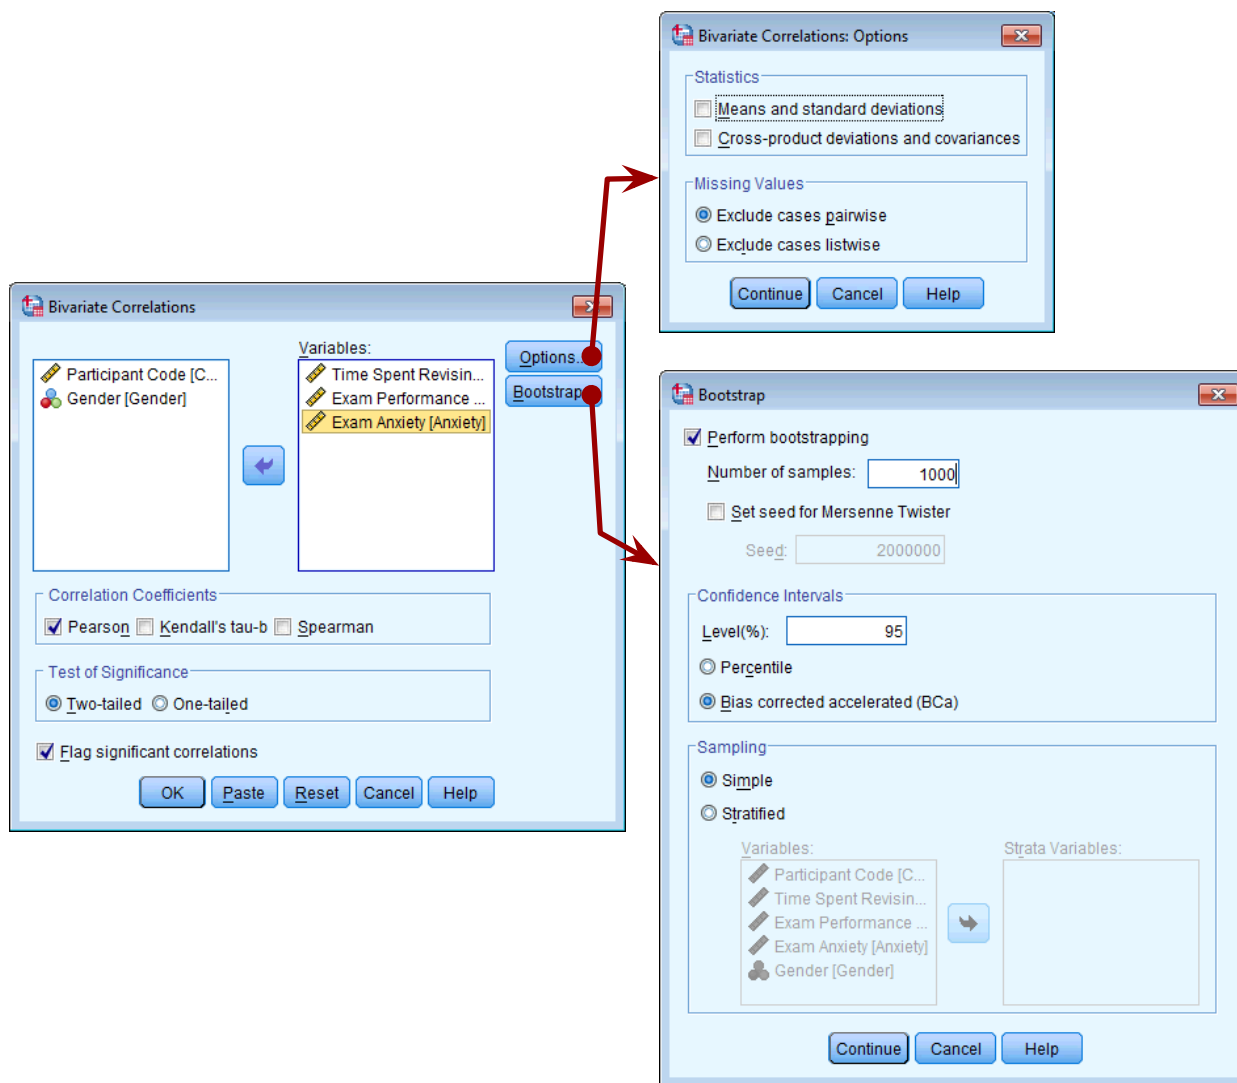 Bivariate Correlations: Options
Statistics
Means and standard deviations
Cross-product deviations and covariances
Missing Values
Exclude cases pairwise
Exclude cases listwise
Continue Cancel Help
Bivariate Correlations
Variables:
Participant Code [C...
Gender [Gender]
Time Spent Revisin...
Exam Performance ...
Exam Anxiety [Anxiety]
Options...
Bootstrap
Correlation Coefficients
Pearson Kendall's tau-b Spearman
Test of Significance
Two-tailed One-tailed
Flag significant correlations
OK Paste Reset Cancel Help
Bootstrap
Perform bootstrapping
Number of samples: 1000
Set seed for Mersenne Twister
Seed: 2000000
Confidence Intervals
Level(%): 95
Percentile
Bias corrected accelerated (BCa)
Sampling
Simple
Stratified
Variables:
Participant Code [C...
Time Spent Revisin...
Exam Performance ...
Exam Anxiety [Anxiety]
Gender [Gender]
Strata Variables:
Continue Cancel Help